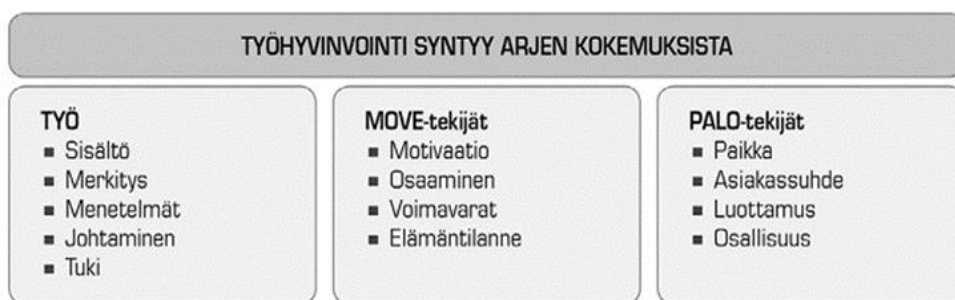 TYÖHYVINVOINTI SYNTYY ARJEN KOKEMUKSISTA
TYÖ
▪ Sisältö
▪ Merkitys
▪ Menetelmät
▪ Johtaminen
▪ Tuki
MOVE-tekijät
▪ Motivaatio
▪ Osaaminen
▪ Voimavarat
▪ Elämäntilanne
PALO-tekijät
▪ Paikka
▪ Asiakassuhde
▪ Luottamus
▪ Osallisuus